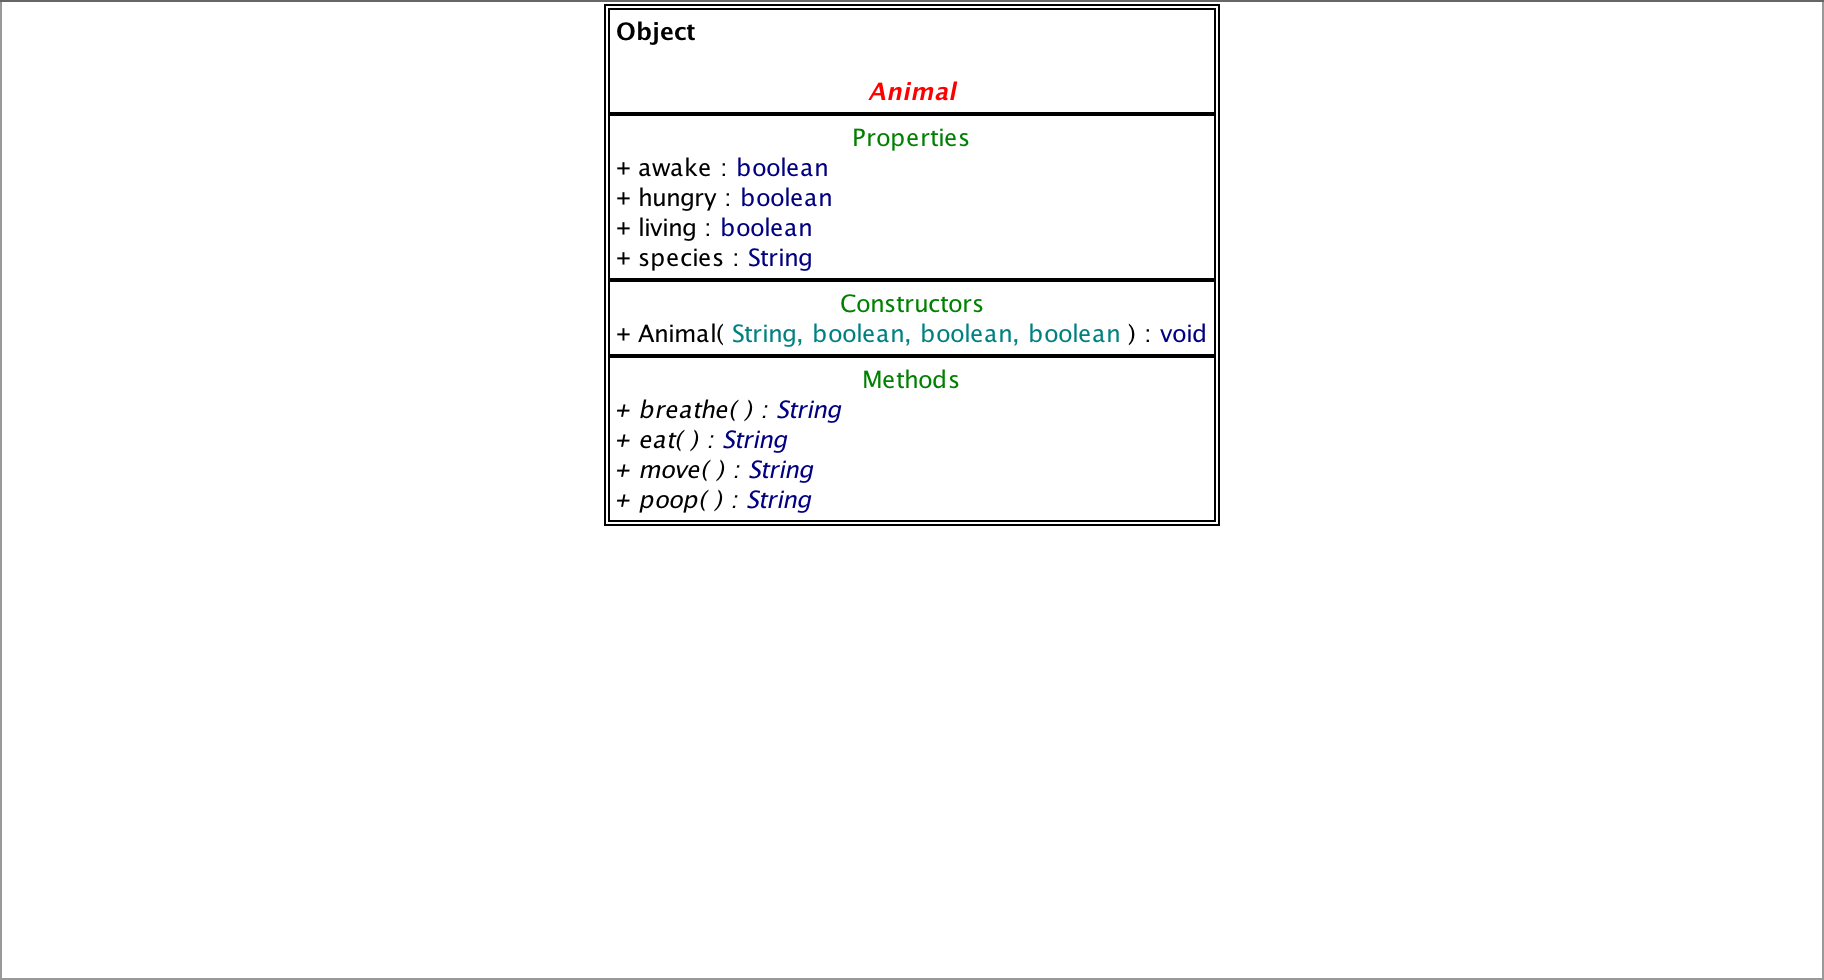 Object
Animal
Properties
+ awake : boolean
+ hungry : boolean
+ living : boolean
+ species : String
Constructors
+ Animal( String, boolean, boolean, boolean ) : void
Methods
+ breathe( ) : String
+ eat( ) : String
+ move( ) : String
+ poop( ) : String